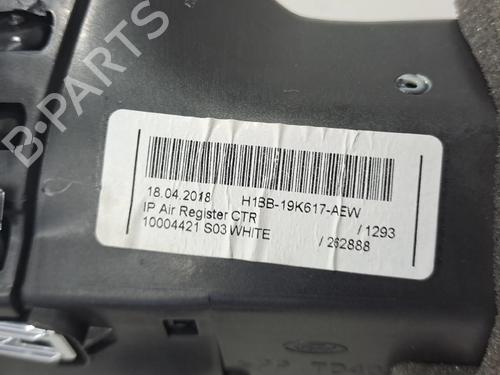 B-PARTS
18.04.2018 H1BB-19K617-AEW
IP Air Register CTR / 1293
10004421 S03 WHITE / 262888